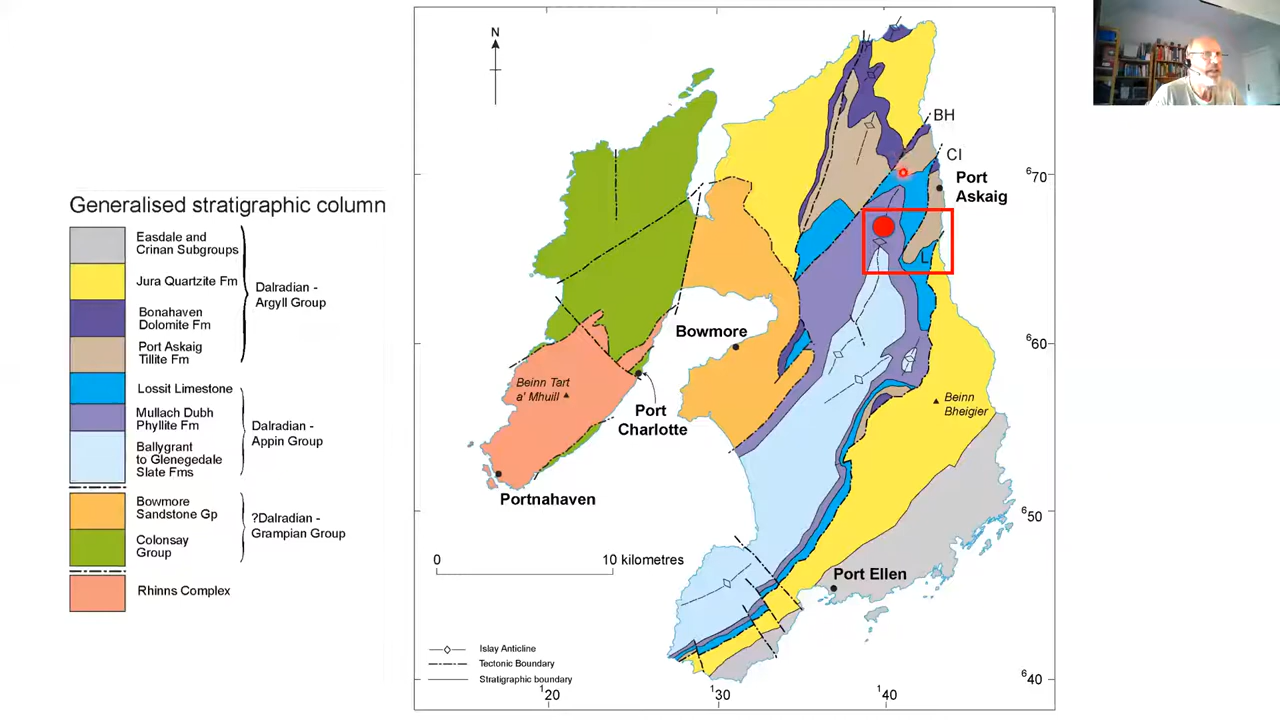 Generalised stratigraphic column
Easdale and
Crinan Subgroups
Jura Quartzite Fm
Bonahaven
Dolomite Fm
Port Askaig
Tillite Fm
Dalradian -
Argyll Group
Lossit Limestone
Mullach Dubh
Phyllite Fm
Ballygrant
to Glenegedale
Slate Fms
Dalradian -
Appin Group
Bowmore
Sandstone Gp
Colonsay
Group
?Dalradian -
Grampian Group
Rhinns Complex
N
BH
CI
Port
Askaig
L
Bowmore
Beinn Tart
a' Mhuill
Port
Charlotte
Beinn
Bheigier
Portnahaven
Port Ellen
0
10 kilometres
Islay Anticline
Tectonic Boundary
Stratigraphic boundary
670
660
650
640
120
130
140